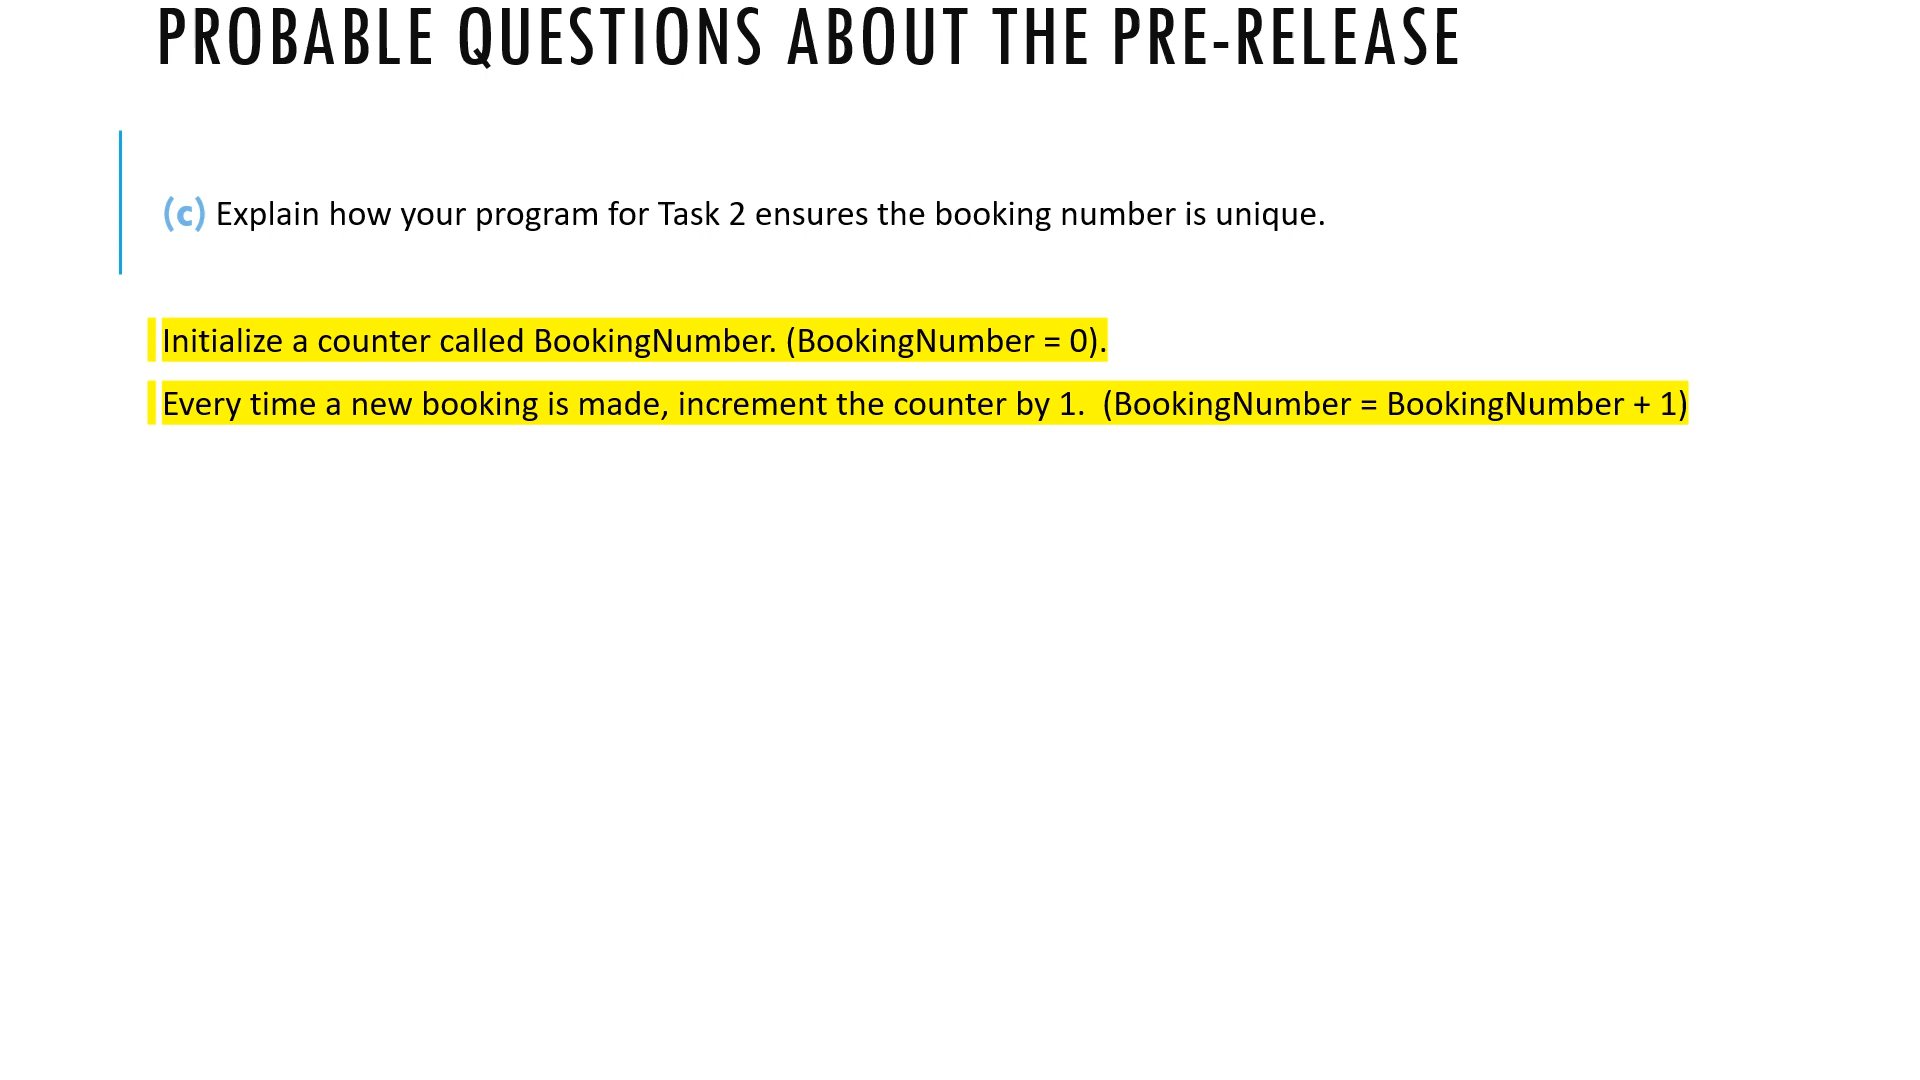 PROBABLE QUESTIONS ABOUT THE PRE-RELEASE
(c) Explain how your program for Task 2 ensures the booking number is unique.
Initialize a counter called BookingNumber. (BookingNumber = 0).
Every time a new booking is made, increment the counter by 1.  (BookingNumber = BookingNumber + 1)